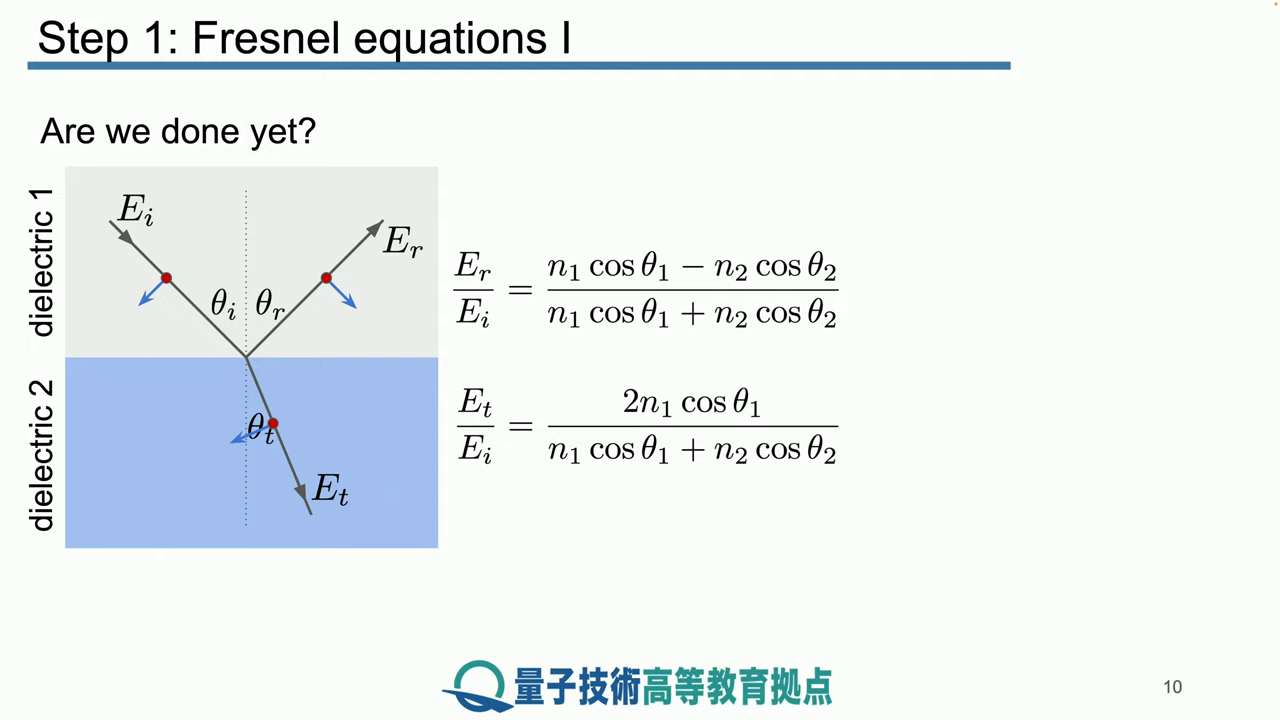 Step 1: Fresnel equations I
Are we done yet?
dielectric 1
dielectric 2
E_i
E_r
θ_i θ_r
θ_t
E_t
E_r / E_i = (n_1 cos θ_1 − n_2 cos θ_2) / (n_1 cos θ_1 + n_2 cos θ_2)
E_t / E_i = 2n_1 cos θ_1 / (n_1 cos θ_1 + n_2 cos θ_2)
量子技術高等教育拠点
10